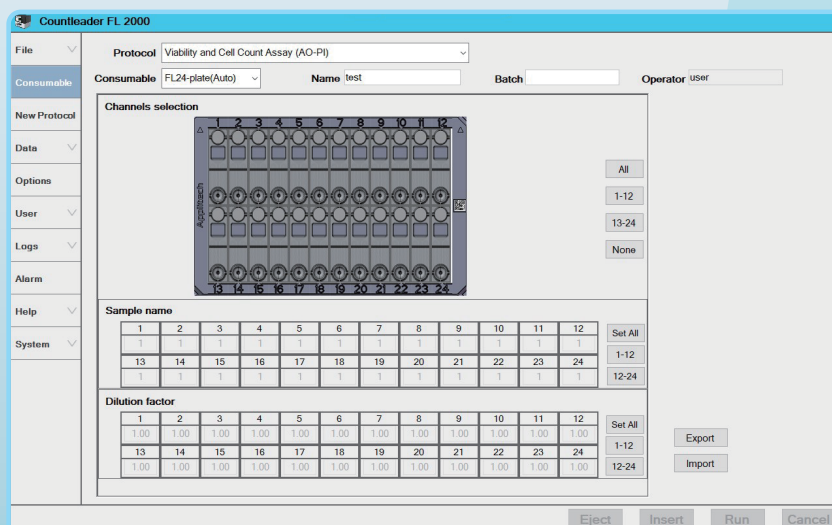 Countleader FL 2000
File
Consumable
New Protocol
Data
Options
User
Logs
Alarm
Help
System
Protocol Viability and Cell Count Assay (AO-PI)
Consumable FL24-plate(Auto) Name test Batch Operator user
Channels selection
1 2 3 4 5 6 7 8 9 10 11 12
13 14 15 16 17 18 19 20 21 22 23 24
All
1-12
13-24
None
Sample name
1 2 3 4 5 6 7 8 9 10 11 12
1 1 1 1 1 1 1 1 1 1 1 1
13 14 15 16 17 18 19 20 21 22 23 24
1 1 1 1 1 1 1 1 1 1 1 1
Set All
1-12
12-24
Dilution factor
1 2 3 4 5 6 7 8 9 10 11 12
1.00 1.00 1.00 1.00 1.00 1.00 1.00 1.00 1.00 1.00 1.00 1.00
13 14 15 16 17 18 19 20 21 22 23 24
1.00 1.00 1.00 1.00 1.00 1.00 1.00 1.00 1.00 1.00 1.00 1.00
Set All
1-12
12-24
Export
Import
Eject Insert Run Cancel